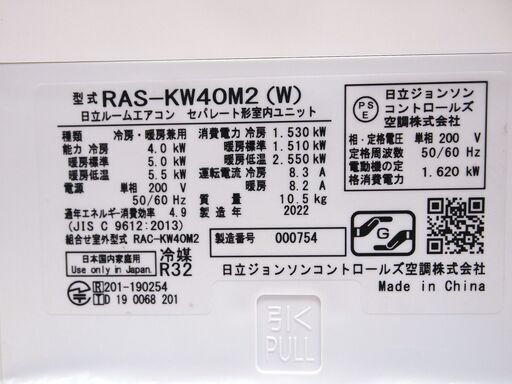 型式 RAS-KW40M2 (W)
日立ルームエアコン セパレート形室内ユニット
種類 冷房・暖房兼用
能力 冷房 4.0 kW
暖房標準 5.0 kW
暖房低温 5.5 kW
電源 単相 200 V
50/60 Hz
通年エネルギー消費効率 4.9
(JIS C 9612:2013)
組合せ室外型式 RAC-KW40M2
消費電力 冷房 1.530 kW
暖房標準 1.510 kW
暖房低温 2.550 kW
運転電流 冷房 8.3 A
暖房 8.2 A
質量 10.5kg
製造年 2022
製造番号 000754
PSE
日立ジョンソン
コントロールズ
空調株式会社
相・定格電圧 単相 200 V
定格周波数 50/60 Hz
電動機の定
格消費電力 1.620 kW
日本国内家庭用
Use only in Japan.
冷媒
R32
R 201-190254
T D 19 0068 201
G
日立ジョンソンコントロールズ空調株式会社
Made in China
引く
PULL